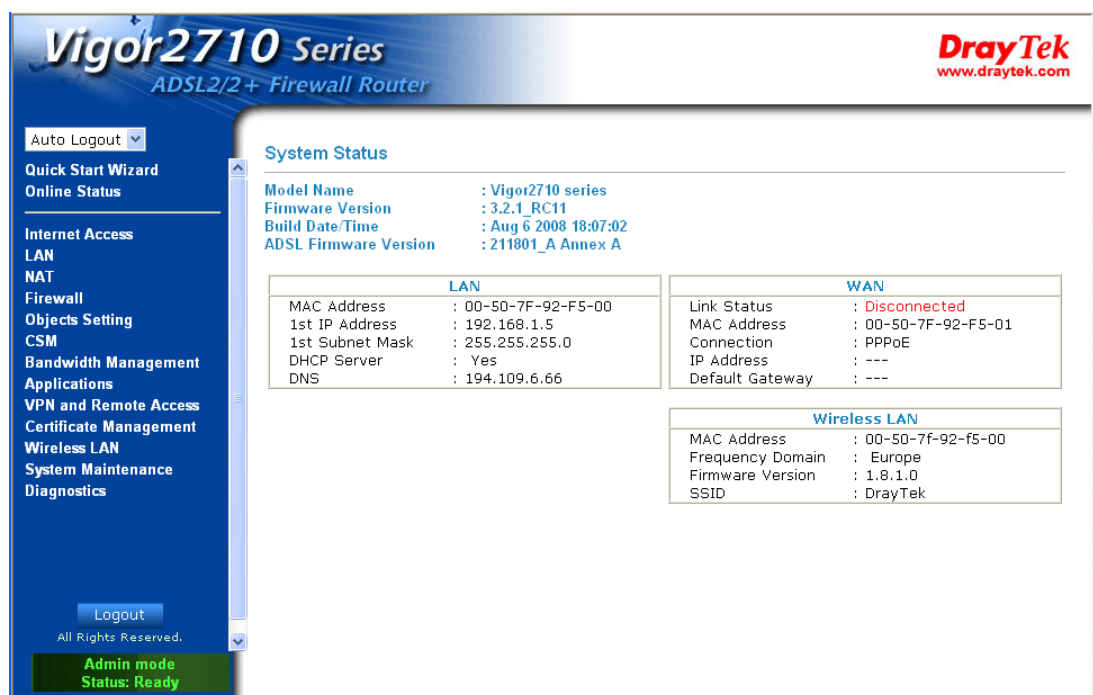 Vigor2710 Series
ADSL2/2+ Firewall Router
DrayTek
www.draytek.com
Auto Logout
Quick Start Wizard
Online Status
Internet Access
LAN
NAT
Firewall
Objects Setting
CSM
Bandwidth Management
Applications
VPN and Remote Access
Certificate Management
Wireless LAN
System Maintenance
Diagnostics
Logout
All Rights Reserved.
Admin mode
Status: Ready
System Status
Model Name : Vigor2710 series
Firmware Version : 3.2.1_RC11
Build Date/Time : Aug 6 2008 18:07:02
ADSL Firmware Version : 211801_A Annex A
LAN
MAC Address : 00-50-7F-92-F5-00
1st IP Address : 192.168.1.5
1st Subnet Mask : 255.255.255.0
DHCP Server : Yes
DNS : 194.109.6.66
WAN
Link Status : Disconnected
MAC Address : 00-50-7F-92-F5-01
Connection : PPPoE
IP Address : ---
Default Gateway : ---
Wireless LAN
MAC Address : 00-50-7f-92-f5-00
Frequency Domain : Europe
Firmware Version : 1.8.1.0
SSID : DrayTek